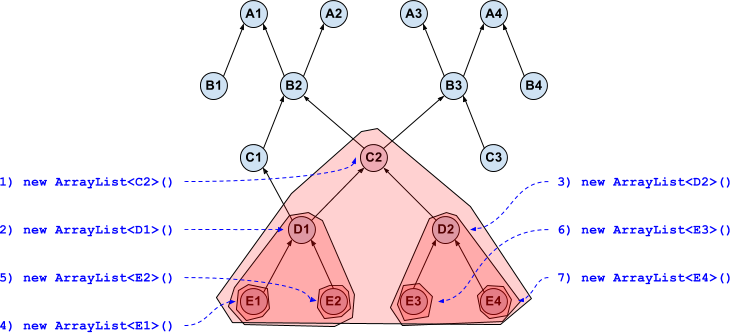 A1 A2 A3 A4
B1 B2 B3 B4
C1 C2 C3
1) new ArrayList<C2>() 3) new ArrayList<D2>()
2) new ArrayList<D1>() D1 D2 6) new ArrayList<E3>()
5) new ArrayList<E2>() 7) new ArrayList<E4>()
E1 E2 E3 E4
4) new ArrayList<E1>()